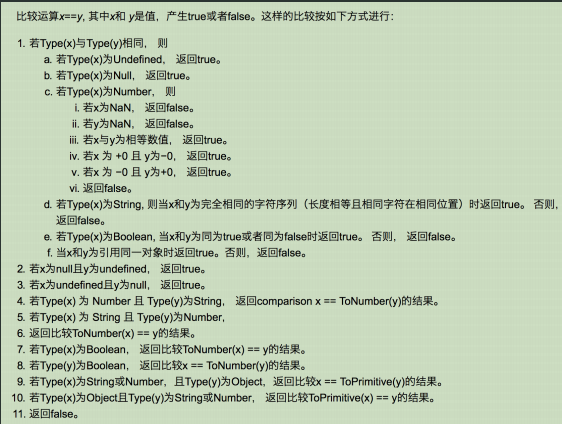 比较运算x==y, 其中x和 y是值，产生true或者false。这样的比较按如下方式进行：
1. 若Type(x)与Type(y)相同， 则
a. 若Type(x)为Undefined， 返回true。
b. 若Type(x)为Null， 返回true。
c. 若Type(x)为Number， 则
i. 若x为NaN， 返回false。
ii. 若y为NaN， 返回false。
iii. 若x与y为相等数值， 返回true。
iv. 若x 为 +0 且 y为−0， 返回true。
v. 若x 为 −0 且 y为+0， 返回true。
vi. 返回false。
d. 若Type(x)为String, 则当x和y为完全相同的字符序列（长度相等且相同字符在相同位置）时返回true。 否则，
返回false。
e. 若Type(x)为Boolean, 当x和y为同为true或者同为false时返回true。 否则， 返回false。
f. 当x和y为引用同一对象时返回true。否则，返回false。
2. 若x为null且y为undefined， 返回true。
3. 若x为undefined且y为null， 返回true。
4. 若Type(x) 为 Number 且 Type(y)为String， 返回comparison x == ToNumber(y)的结果。
5. 若Type(x) 为 String 且 Type(y)为Number,
6. 返回比较ToNumber(x) == y的结果。
7. 若Type(x)为Boolean， 返回比较ToNumber(x) == y的结果。
8. 若Type(y)为Boolean， 返回比较x == ToNumber(y)的结果。
9. 若Type(x)为String或Number，且Type(y)为Object，返回比较x == ToPrimitive(y)的结果。
10. 若Type(x)为Object且Type(y)为String或Number， 返回比较ToPrimitive(x) == y的结果。
11. 返回false。